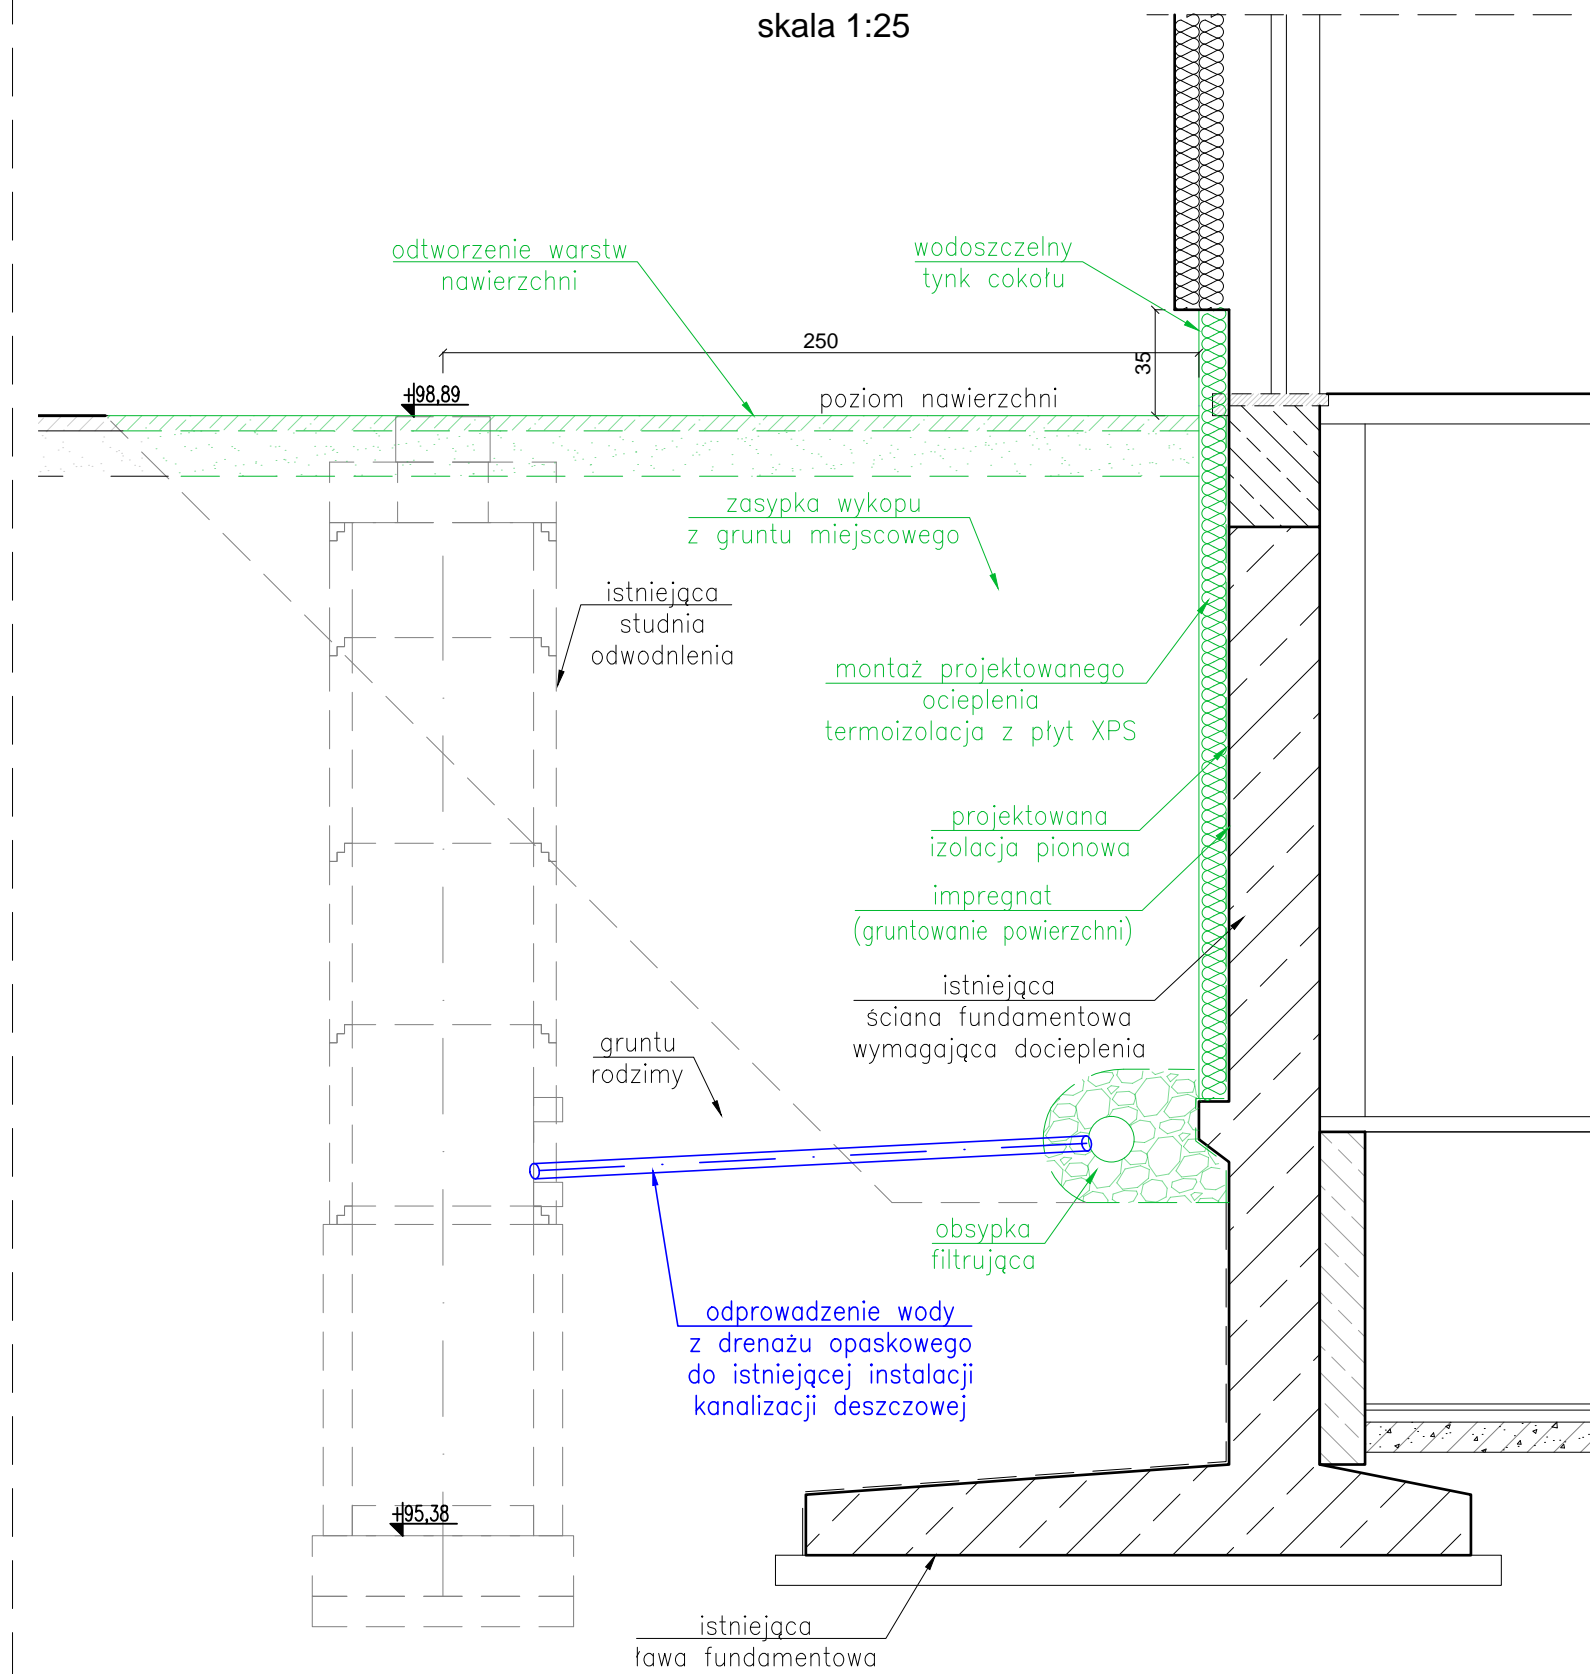 skala 1:25
odtworzenie warstw
nawierzchni
wodoszczelny
tynk cokołu
250
35
+98,89
poziom nawierzchni
zasypka wykopu
z gruntu miejscowego
istniejąca
studnia
odwodnlenia
montaż projektowanego
ocieplenia
termoizolacja z płyt XPS
projektowana
izolacja pionowa
impregnat
(gruntowanie powierzchni)
istniejąca
ściana fundamentowa
wymagająca docieplenia
gruntu
rodzimy
obsypka
filtrująca
odprowadzenie wody
z drenażu opaskowego
do istniejącej instalacji
kanalizacji deszczowej
+95,38
istniejąca
ława fundamentowa